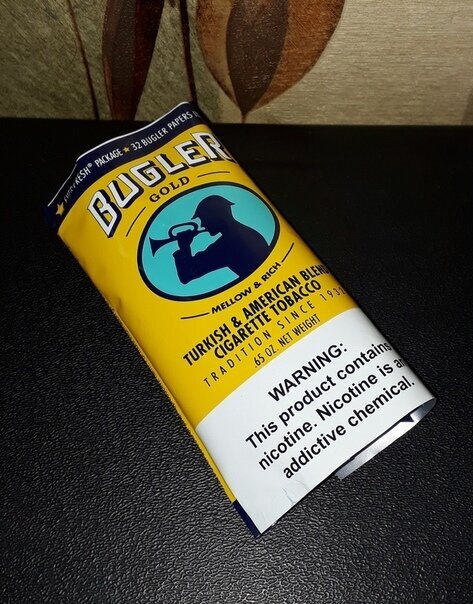 FRESH® PACKAGE ★ 32 BUGLER PAPERS
BUGLER
GOLD
MELLOW & RICH
TURKISH & AMERICAN BLEND
CIGARETTE TOBACCO
TRADITION SINCE
.65 OZ. NET WEIGHT
WARNING:
This product contains
nicotine. Nicotine is an
addictive chemical.